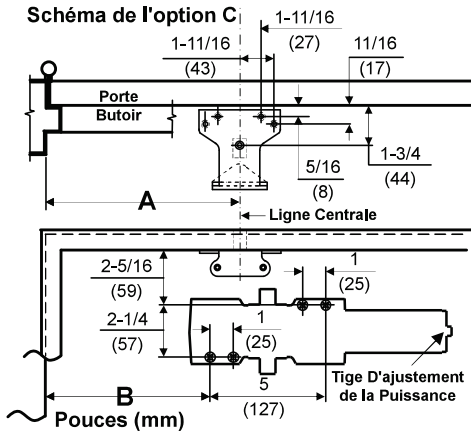 Schéma de l'option C
1-11/16
(27)
1-11/16
(43)
11/16
(17)
Porte
Butoir
5/16
(8)
1-3/4
(44)
A
Ligne Centrale
2-5/16
(59)
1
(25)
2-1/4
(57)
1
(25)
5
(127)
B
Tige D'ajustement
de la Puissance
Pouces (mm)